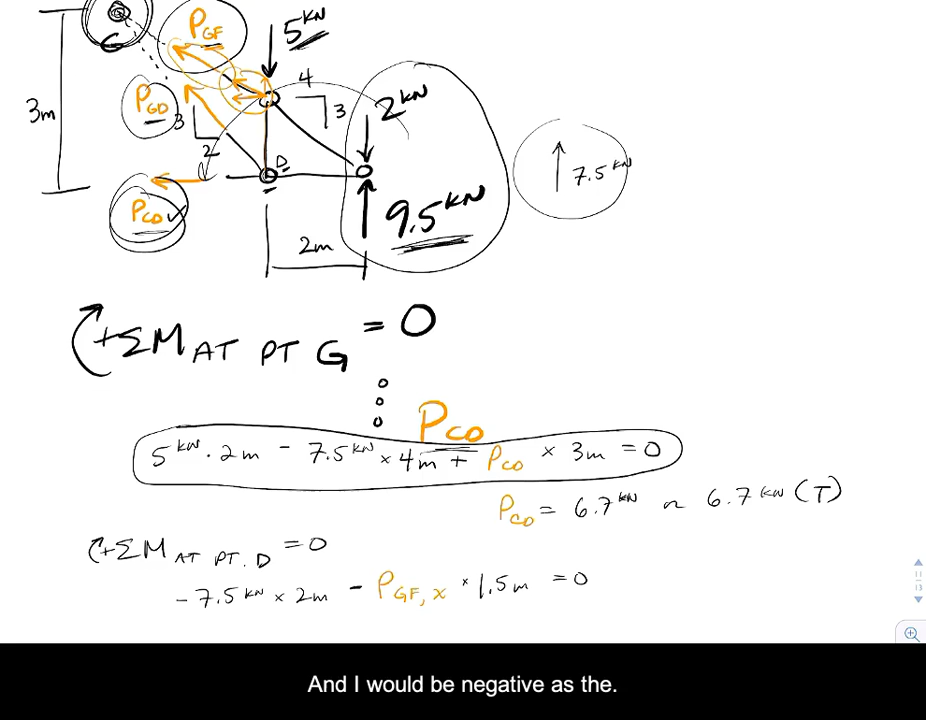 P_GF
5 kN
4
3
2 kN
3m
P_GD
3
2
D
7.5 kN
P_CD ✓
9.5 kN
2m
+ΣM AT PT G = 0
P_CD
5 kN · 2m - 7.5 kN × 4m + P_CD × 3m = 0
P_CD = 6.7 kN ~ 6.7 kN (T)
+ΣM AT PT. D = 0
- 7.5 kN × 2m - P_GF, x × 1.5m = 0
And I would be negative as the.